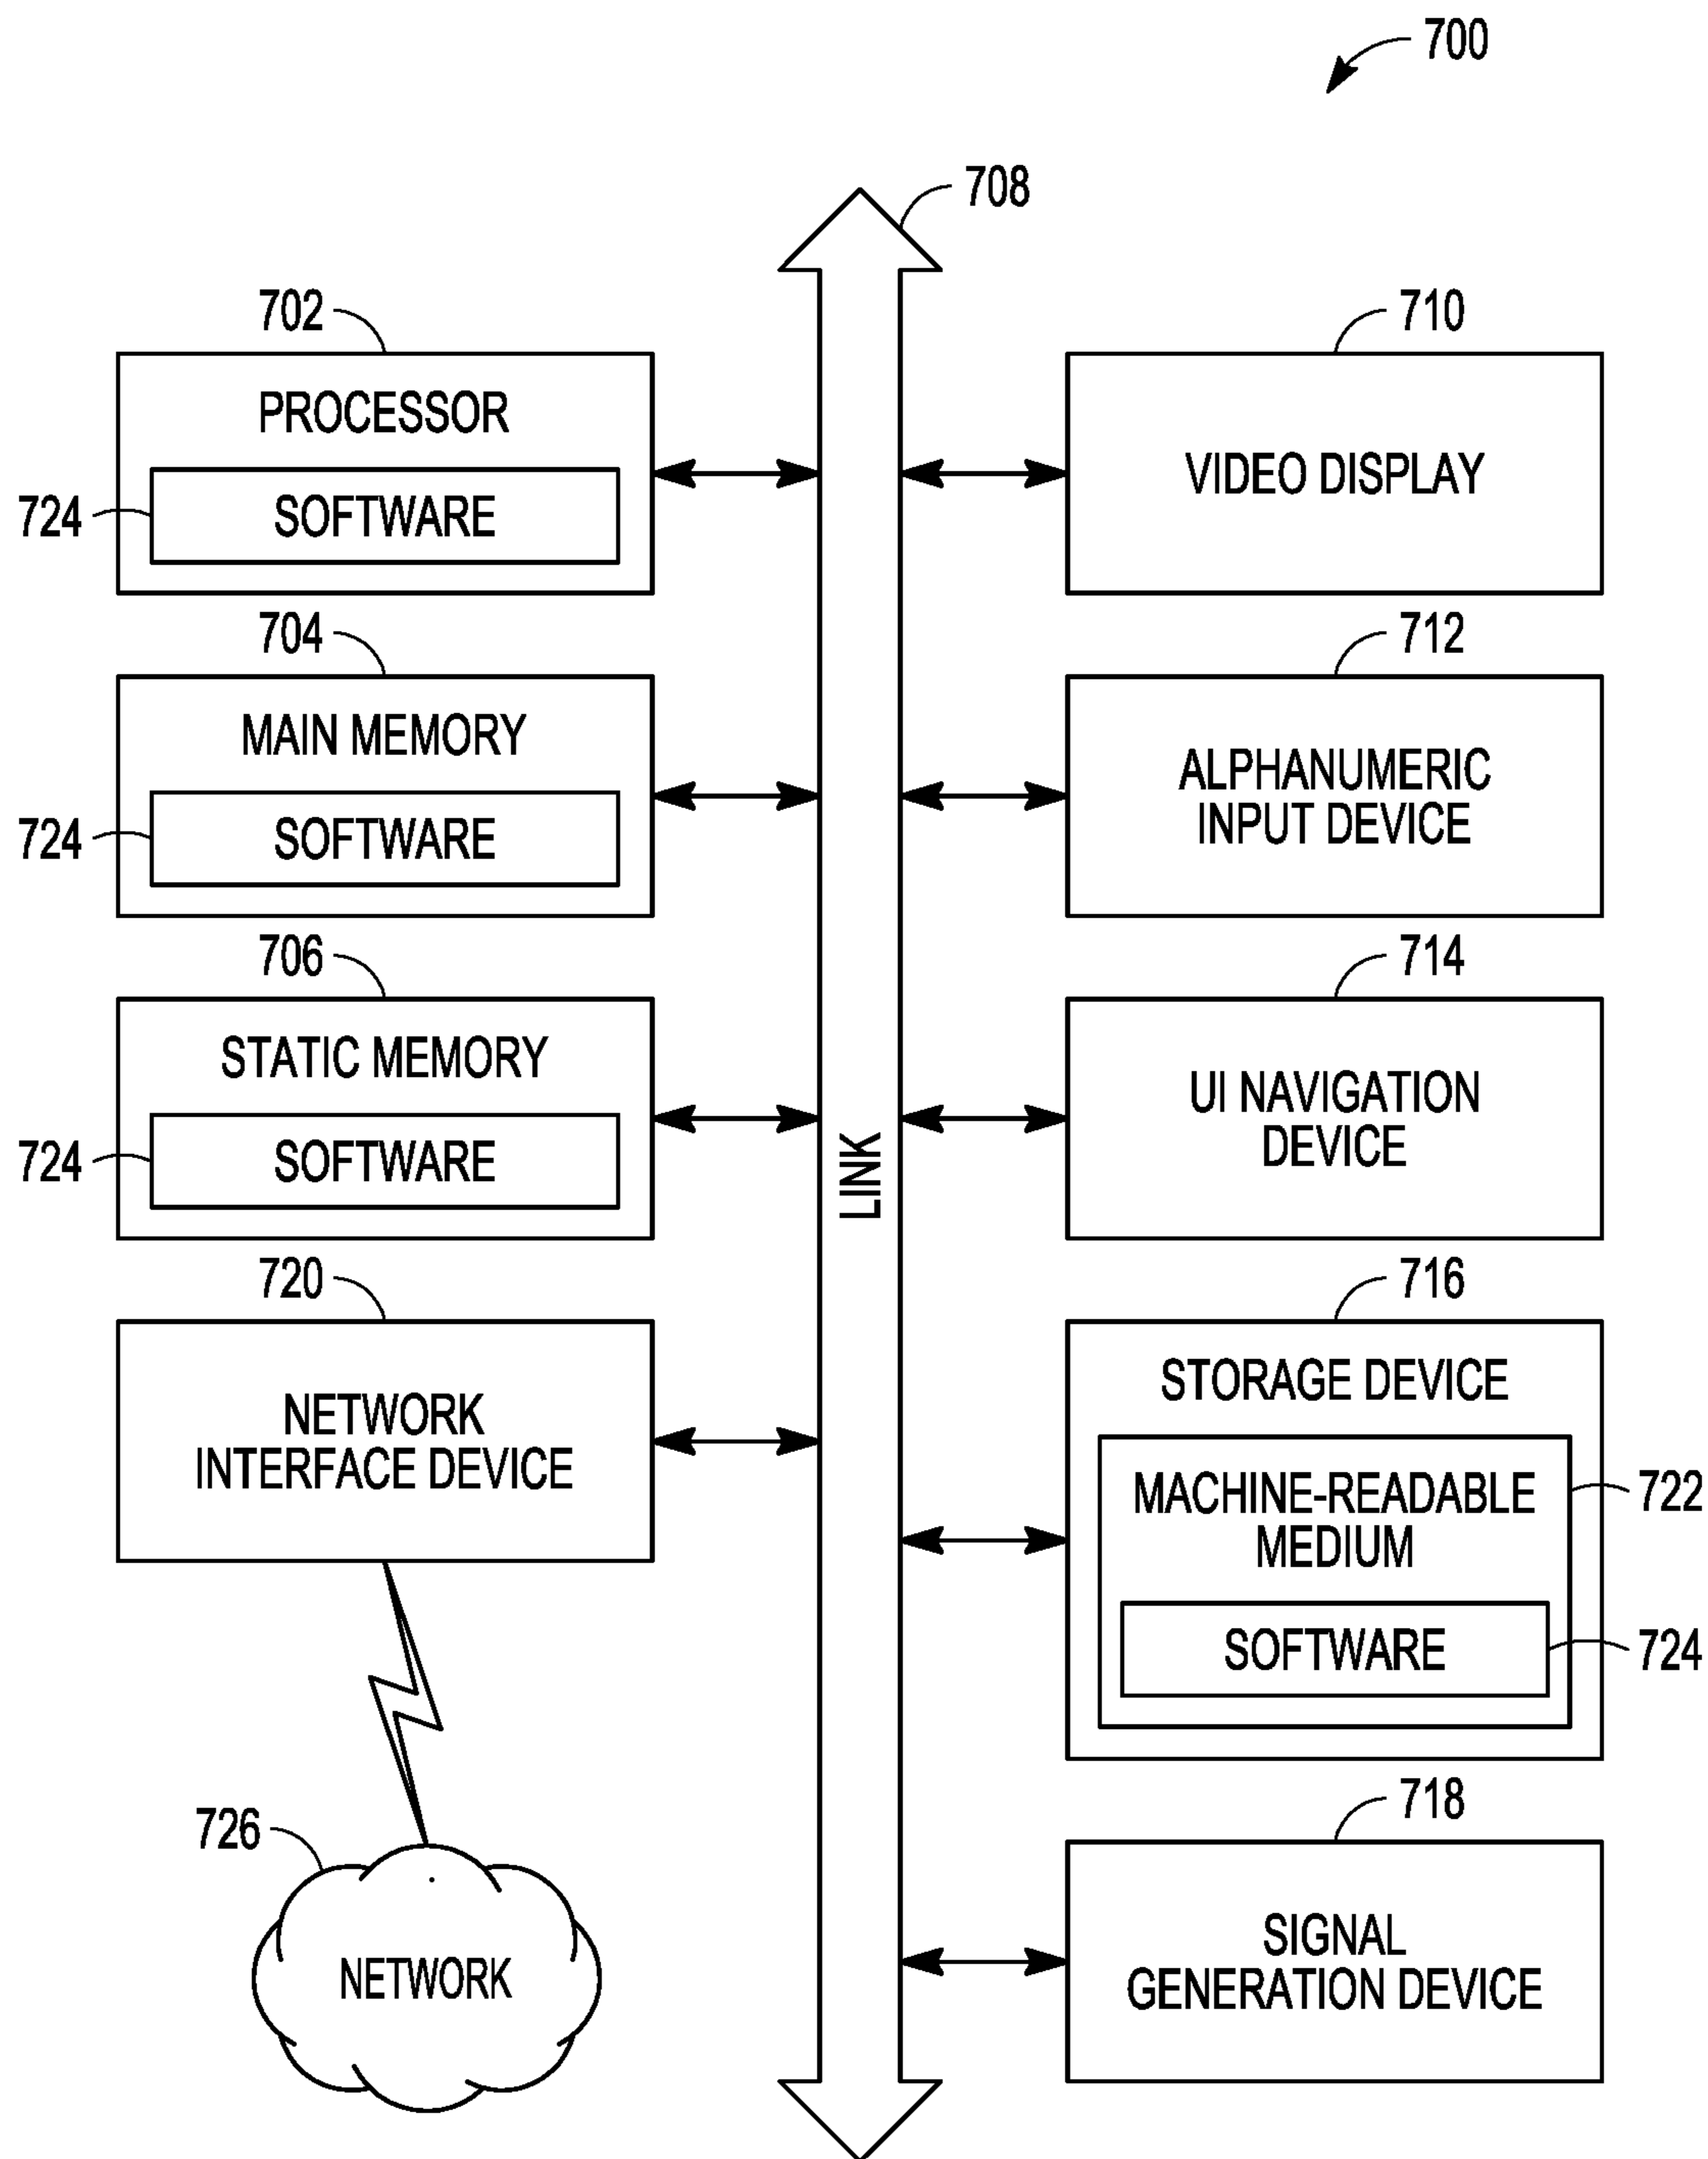 700
708
702
PROCESSOR
724
SOFTWARE
704
MAIN MEMORY
724
SOFTWARE
706
STATIC MEMORY
724
SOFTWARE
720
NETWORK
INTERFACE DEVICE
726
NETWORK
LINK
710
VIDEO DISPLAY
712
ALPHANUMERIC
INPUT DEVICE
714
UI NAVIGATION
DEVICE
716
STORAGE DEVICE
MACHINE-READABLE
MEDIUM
722
SOFTWARE
724
718
SIGNAL
GENERATION DEVICE